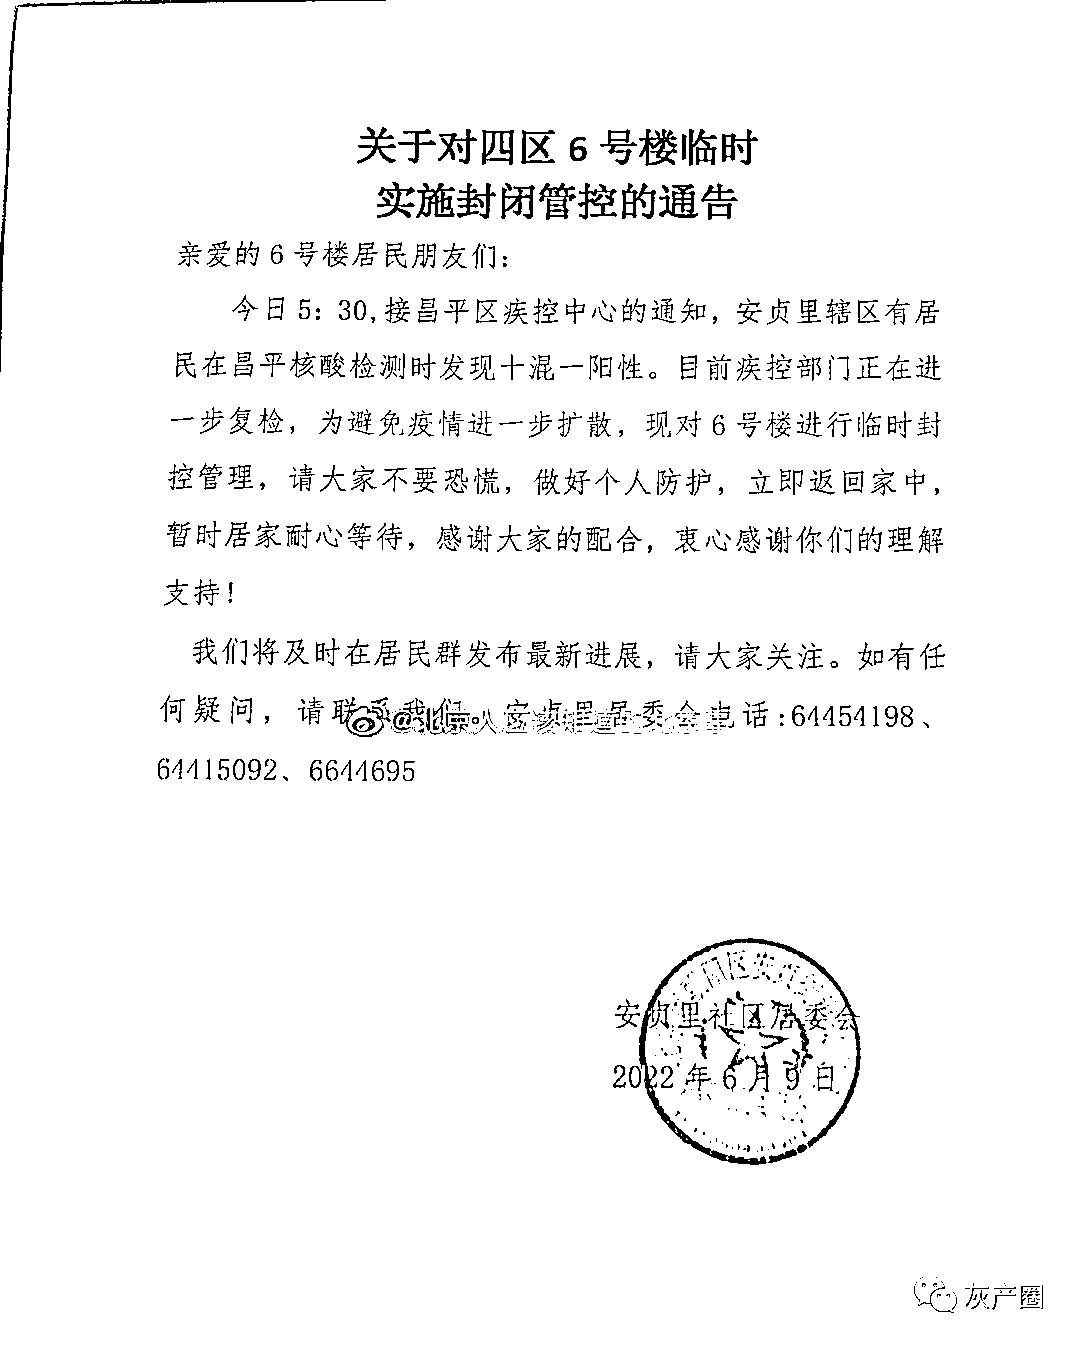 关于对四区 6 号楼临时
实施封闭管控的通告
亲爱的 6 号楼居民朋友们：
今日 5：30,接昌平区疾控中心的通知，安贞里辖区有居
民在昌平核酸检测时发现十混一阳性。目前疾控部门正在进
一步复检，为避免疫情进一步扩散，现对 6 号楼进行临时封
控管理，请大家不要恐慌，做好个人防护，立即返回家中，
暂时居家耐心等待，感谢大家的配合，衷心感谢你们的理解
支持！
我们将及时在居民群发布最新进展，请大家关注。如有任
何疑问，请联系我们 安贞里居委会电话:64454198、
64415092、6644695
@北京人
安贞里社区居委会
2022 年 6 月 9 日
灰产圈